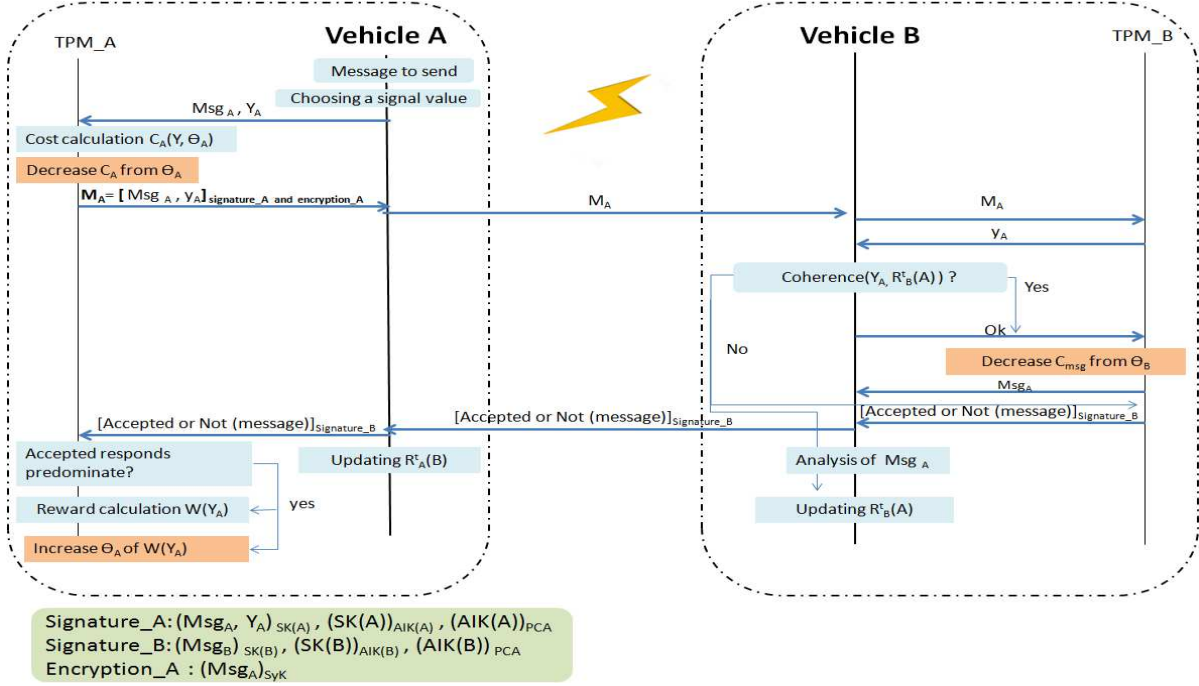 Vehicle A
Vehicle B
TPM_A
TPM_B
Message to send
Choosing a signal value
Msg A , YA
Cost calculation CA(Y, ϴA)
Decrease CA from ϴA
MA= [ Msg A , yA]signature_A and encryption_A
MA
MA
yA
Coherence(YA, RtB(A) ) ?
Yes
Ok
No
Decrease Cmsg from ϴB
MsgA
[Accepted or Not (message)]Signature_B
[Accepted or Not (message)]Signature_B
[Accepted or Not (message)]Signature_B
Accepted responds
predominate?
Updating RtA(B)
Analysis of Msg A
Reward calculation W(YA)
yes
Updating RtB(A)
Increase ϴA of W(YA)
Signature_A: (MsgA, YA) SK(A) , (SK(A))AIK(A) , (AIK(A))PCA
Signature_B: (MsgB) SK(B), (SK(B))AIK(B) , (AIK(B)) PCA
Encryption_A : (MsgA)SyK